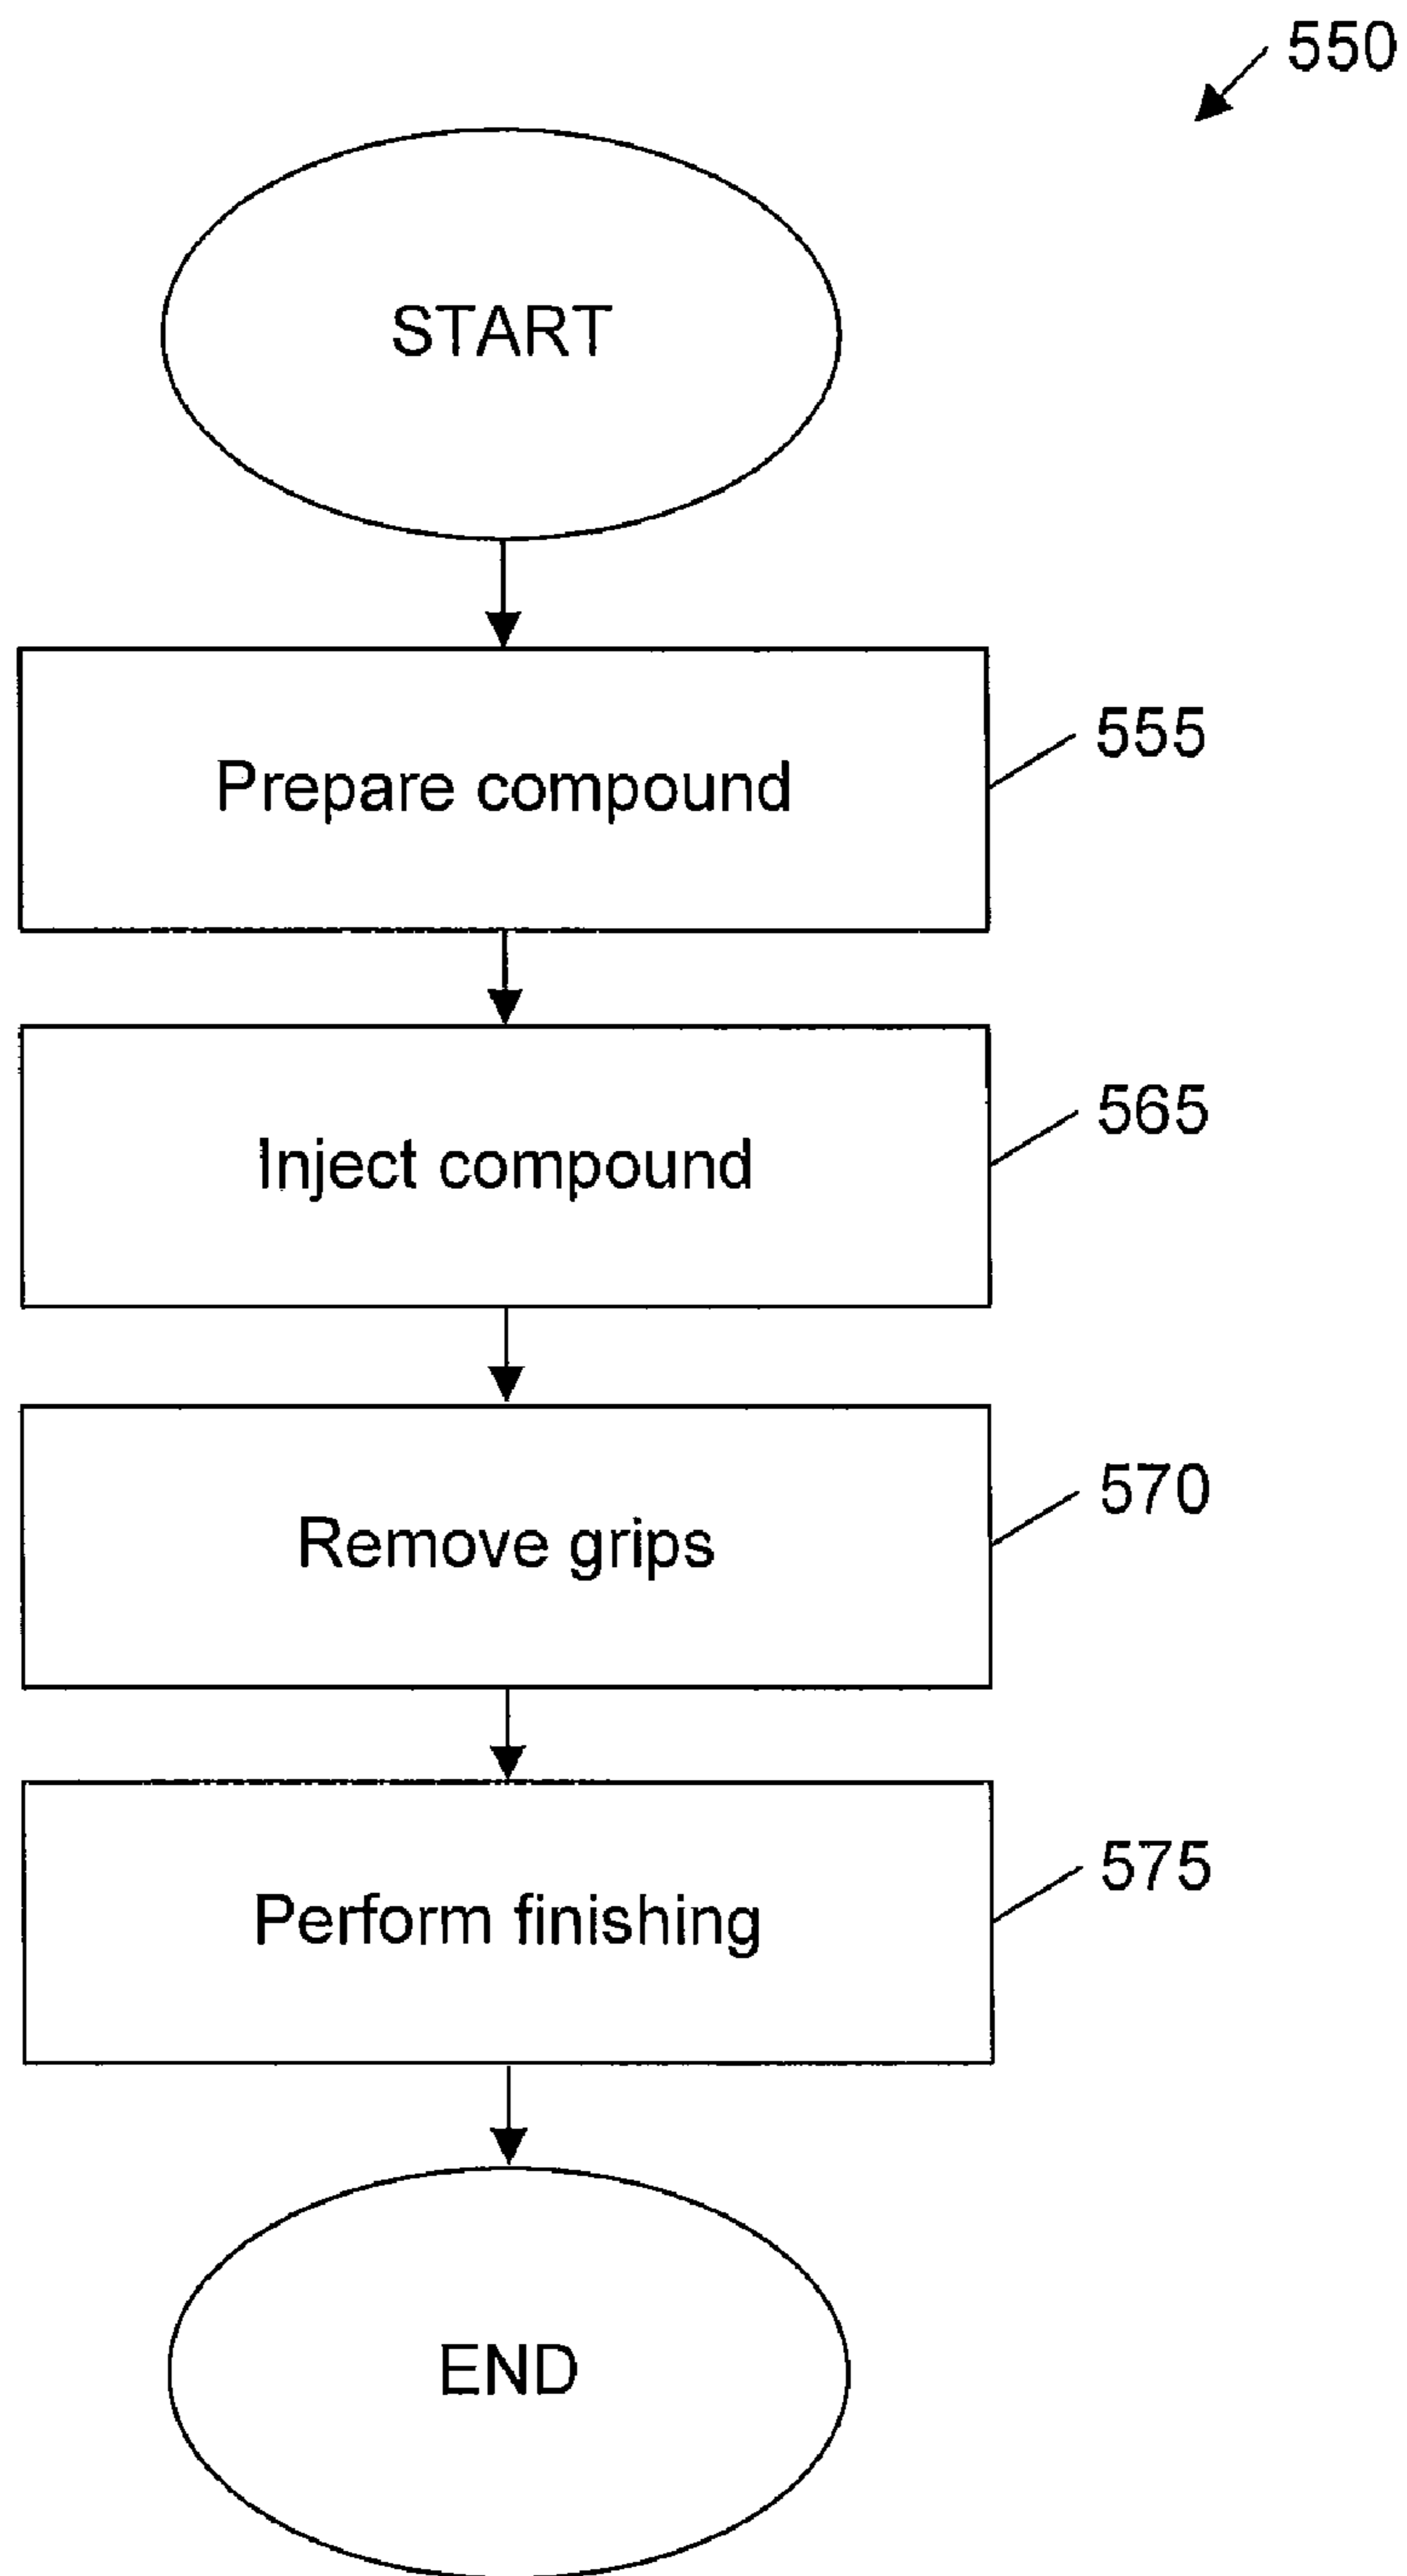 550
START
Prepare compound
555
Inject compound
565
Remove grips
570
Perform finishing
575
END